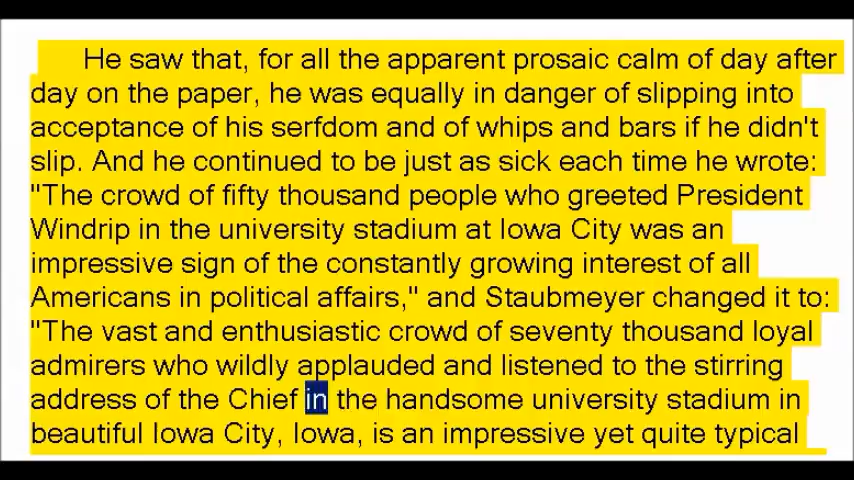 He saw that, for all the apparent prosaic calm of day after
day on the paper, he was equally in danger of slipping into
acceptance of his serfdom and of whips and bars if he didn't
slip. And he continued to be just as sick each time he wrote:
"The crowd of fifty thousand people who greeted President
Windrip in the university stadium at Iowa City was an
impressive sign of the constantly growing interest of all
Americans in political affairs," and Staubmeyer changed it to:
"The vast and enthusiastic crowd of seventy thousand loyal
admirers who wildly applauded and listened to the stirring
address of the Chief in the handsome university stadium in
beautiful Iowa City, Iowa, is an impressive yet quite typical